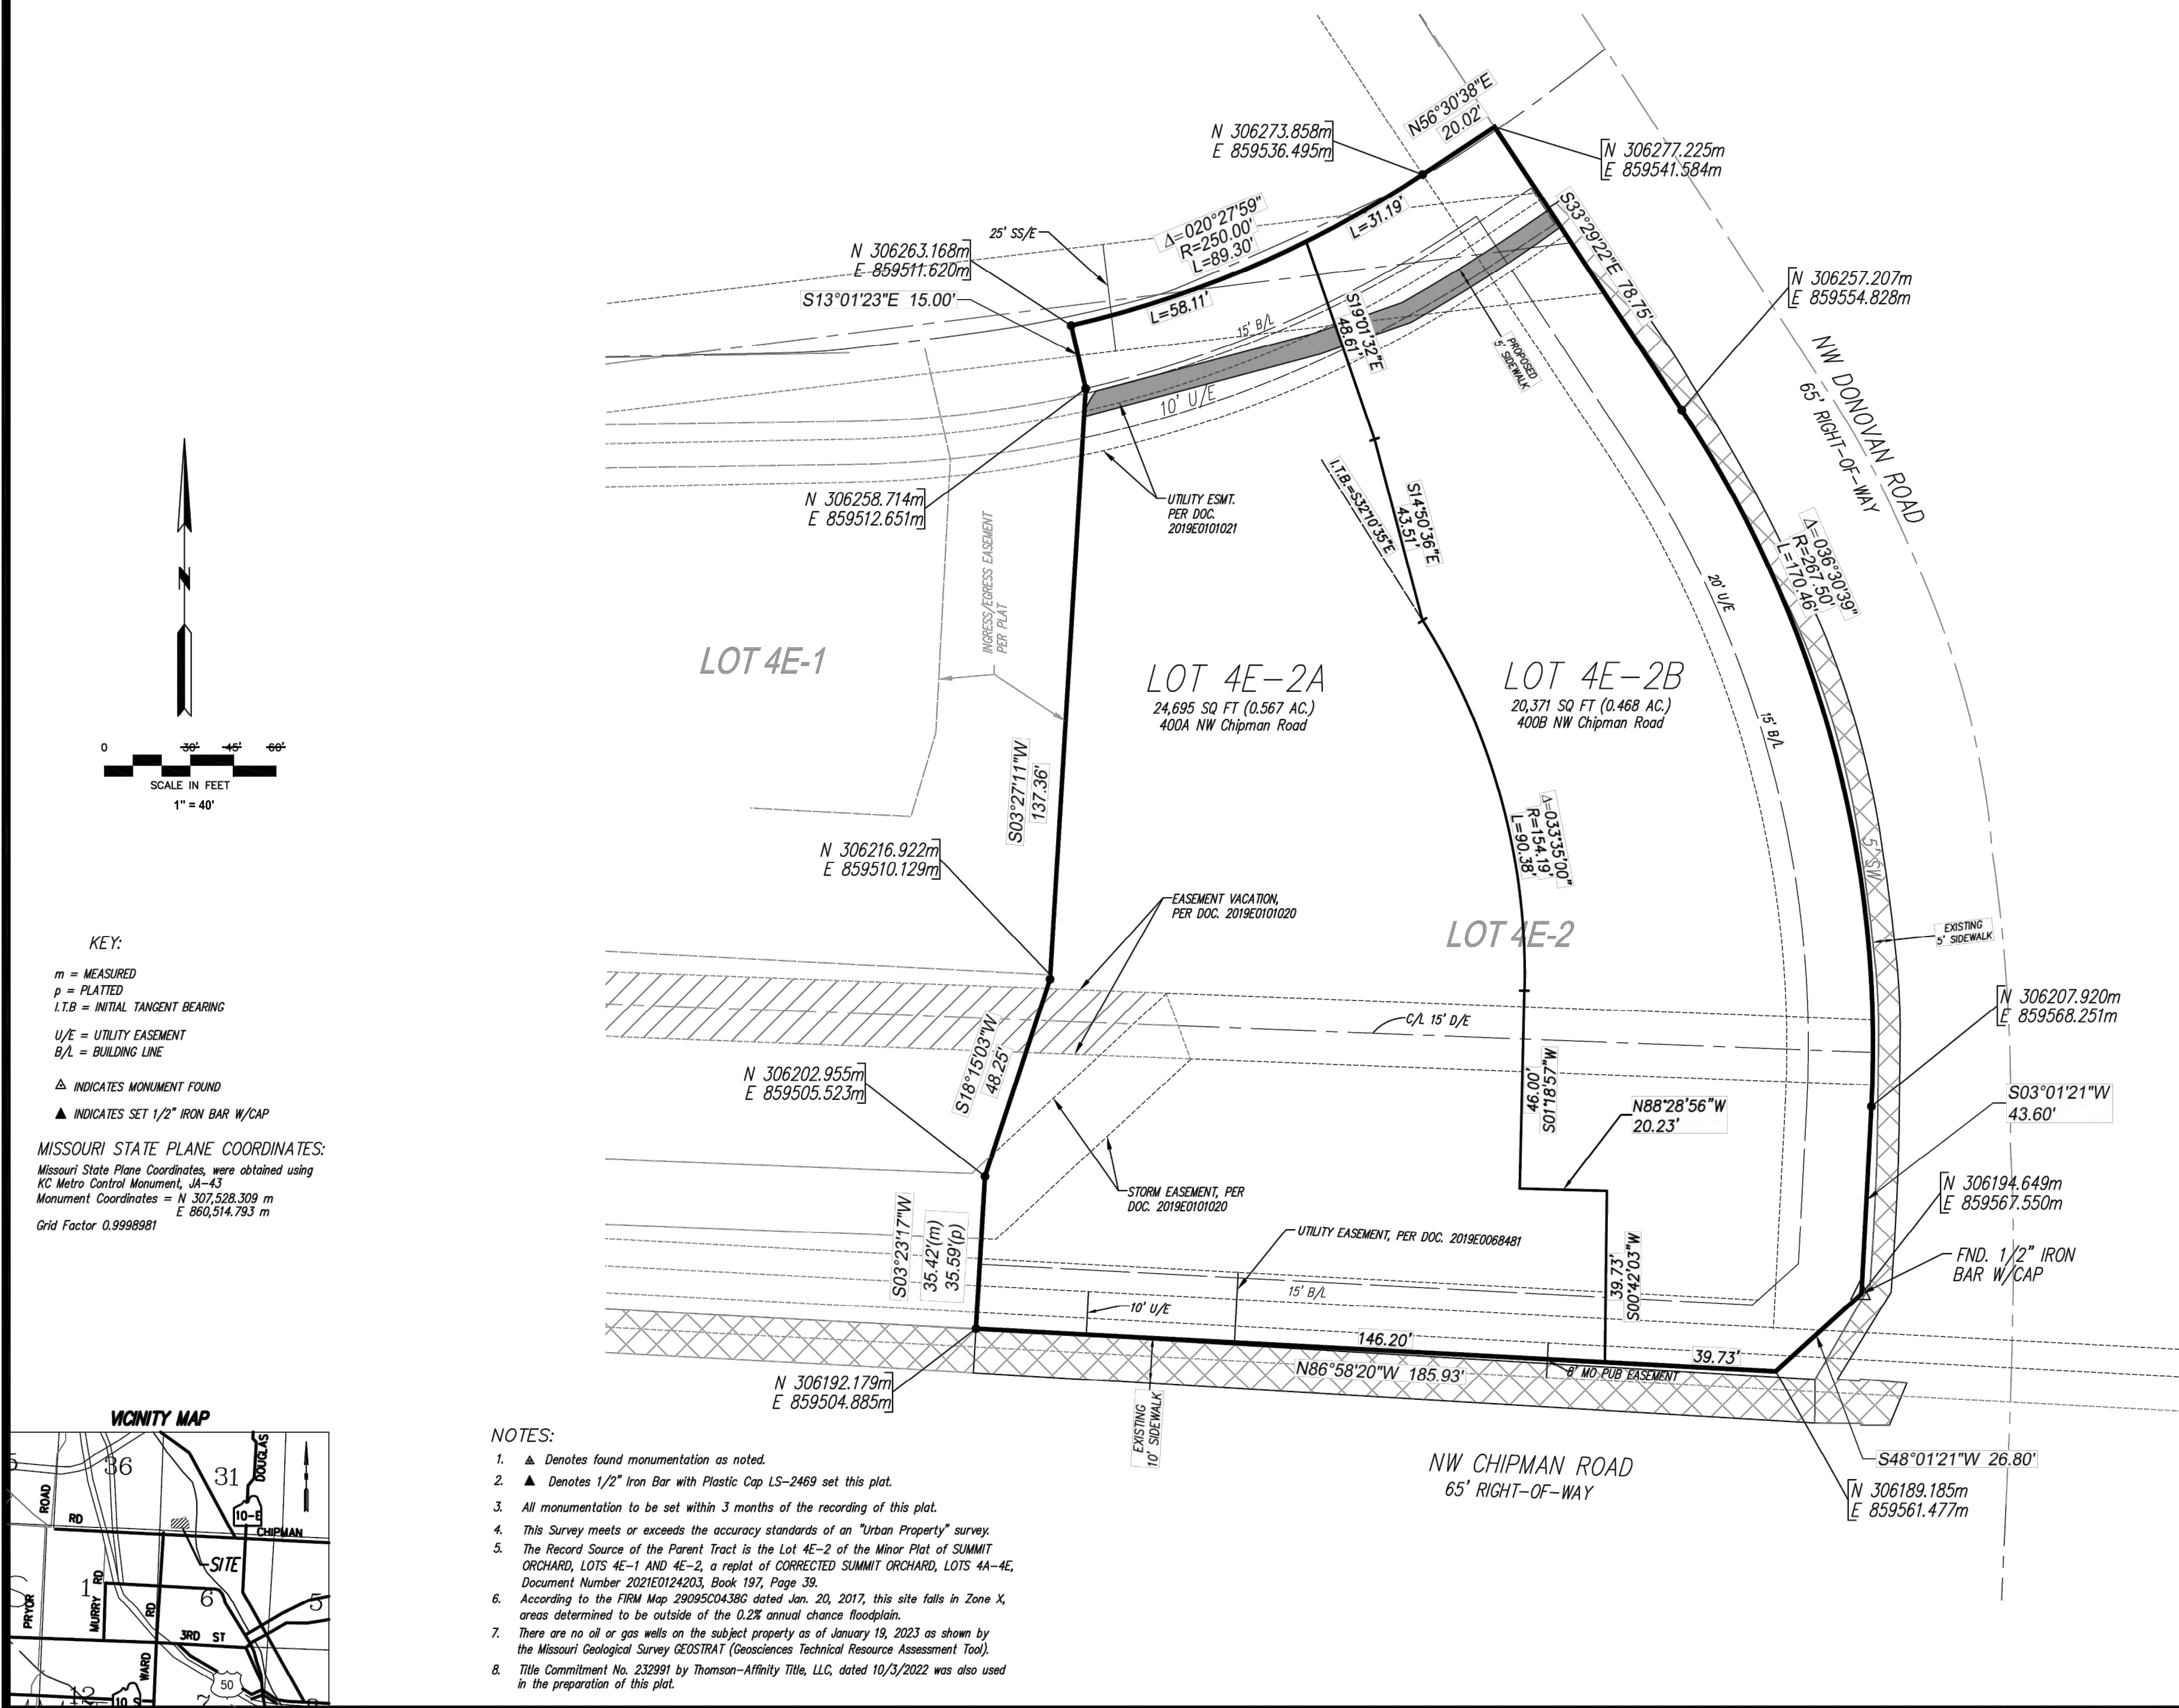 N56°30'38"E
20.02'
N 306273.858m
E 859536.495m
N 306277.225m
E 859541.584m
Δ=020°27'59"
R=250.00'
L=89.30'
L=31.19'
S33°29'22"E 78.75'
25' SS/E
N 306263.168m
E 859511.620m
S13°01'23"E 15.00'
L=58.11'
15' B/L
S19°01'32"E
48.61'
PROPOSED
5' SIDEWALK
N 306257.207m
E 859554.828m
NW DONOVAN ROAD
65' RIGHT-OF-WAY
10' U/E
N 306258.714m
E 859512.651m
UTILITY ESMT.
PER DOC.
2019E0101021
I.T.B.=S32°10'35"E
S14°50'36"E
43.51'
INGRESS/EGRESS EASEMENT
PER PLAT
20' U/E
Δ=036°30'39"
R=267.50'
L=170.46'
N
LOT 4E-1
LOT 4E-2A
24,695 SQ FT (0.567 AC.)
400A NW Chipman Road
LOT 4E-2B
20,371 SQ FT (0.468 AC.)
400B NW Chipman Road
15' B/L
0 30' 45' 60'
SCALE IN FEET
1" = 40'
S03°27'11"W
137.36'
Δ=033°35'00"
R=154.19'
L=90.38'
5' SW
N 306216.922m
E 859510.129m
EASEMENT VACATION,
PER DOC. 2019E0101020
LOT 4E-2
EXISTING
5' SIDEWALK
KEY:
m = MEASURED
p = PLATTED
I.T.B = INITIAL TANGENT BEARING
U/E = UTILITY EASEMENT
B/L = BUILDING LINE
INDICATES MONUMENT FOUND
INDICATES SET 1/2" IRON BAR W/CAP
MISSOURI STATE PLANE COORDINATES:
Missouri State Plane Coordinates, were obtained using
KC Metro Control Monument, JA-43
Monument Coordinates = N 307,528.309 m
E 860,514.793 m
Grid Factor 0.9998981
C/L 15' D/E
N 306207.920m
E 859568.251m
S18°15'03"W
48.25'
N 306202.955m
E 859505.523m
46.00'
S01°18'57"W
N88°28'56"W
20.23'
S03°01'21"W
43.60'
STORM EASEMENT, PER
DOC. 2019E0101020
N 306194.649m
E 859567.550m
S03°23'17"W
35.42'(m)
35.59'(p)
UTILITY EASEMENT, PER DOC. 2019E0068481
39.73'
S00°42'03"W
FND. 1/2" IRON
BAR W/CAP
15' B/L
10' U/E
146.20'
39.73'
N86°58'20"W 185.93'
8' MO PUB EASEMENT
N 306192.179m
E 859504.885m
EXISTING
10' SIDEWALK
NW CHIPMAN ROAD
65' RIGHT-OF-WAY
S48°01'21"W 26.80'
N 306189.185m
E 859561.477m
VICINITY MAP
36
31
DOUGLAS
ROAD
RD
10-E
CHIPMAN
SITE
1
6
5
PRYOR
MURRY RD
RD
3RD ST
WARD
50
12
10
7
NOTES:
1. Denotes found monumentation as noted.
2. Denotes 1/2" Iron Bar with Plastic Cap LS-2469 set this plat.
3. All monumentation to be set within 3 months of the recording of this plat.
4. This Survey meets or exceeds the accuracy standards of an "Urban Property" survey.
5. The Record Source of the Parent Tract is the Lot 4E-2 of the Minor Plat of SUMMIT
ORCHARD, LOTS 4E-1 AND 4E-2, a replat of CORRECTED SUMMIT ORCHARD, LOTS 4A-4E,
Document Number 2021E0124203, Book 197, Page 39.
6. According to the FIRM Map 29095C0438G dated Jan. 20, 2017, this site falls in Zone X,
areas determined to be outside of the 0.2% annual chance floodplain.
7. There are no oil or gas wells on the subject property as of January 19, 2023 as shown by
the Missouri Geological Survey GEOSTRAT (Geosciences Technical Resource Assessment Tool).
8. Title Commitment No. 232991 by Thomson-Affinity Title, LLC, dated 10/3/2022 was also used
in the preparation of this plat.